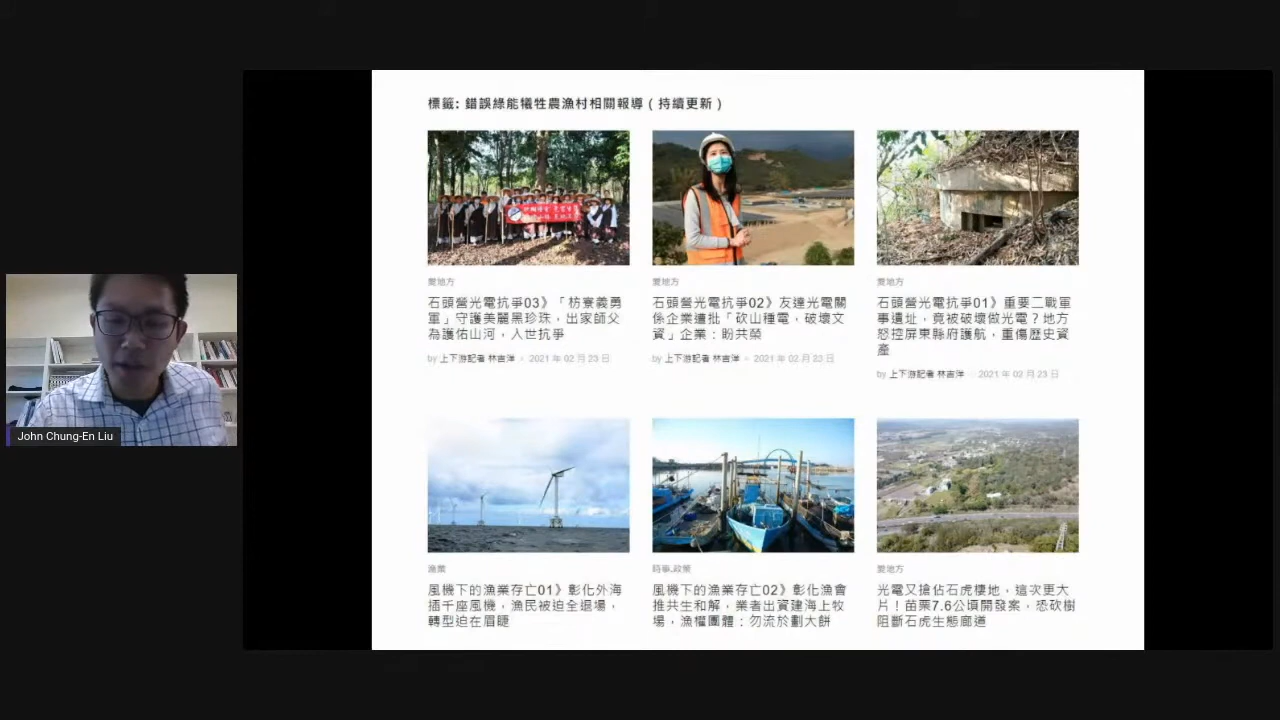 標籤: 錯誤綠能犧牲農漁村相關報導 ( 持續更新 )
愛地方
石頭營光電抗爭03》「枋寮義勇
軍」守護美麗黑珍珠，出家師父
為護佑山河，入世抗爭
by 上下游記者 林吉洋 2021 年 02 月 23 日
愛地方
石頭營光電抗爭02》友達光電關
係企業遭批「砍山種電，破壞文
資」企業：盼共榮
by 上下游記者 林吉洋 2021 年 02 月 23 日
愛地方
石頭營光電抗爭01》重要二戰軍
事遺址，竟被破壞做光電？地方
怒控屏東縣府護航，重傷歷史資
產
by 上下游記者 林吉洋 2021 年 02 月 23 日
漁業
風機下的漁業存亡01》彰化外海
插千座風機，漁民被迫全退場，
轉型迫在眉睫
時事.政策
風機下的漁業存亡02》彰化漁會
推共生和解，業者出資建海上牧
場，漁權團體：勿流於劃大餅
愛地方
光電又搶佔石虎棲地，這次更大
片！苗栗7.6公頃開發案，恐砍樹
阻斷石虎生態廊道
John Chung-En Liu